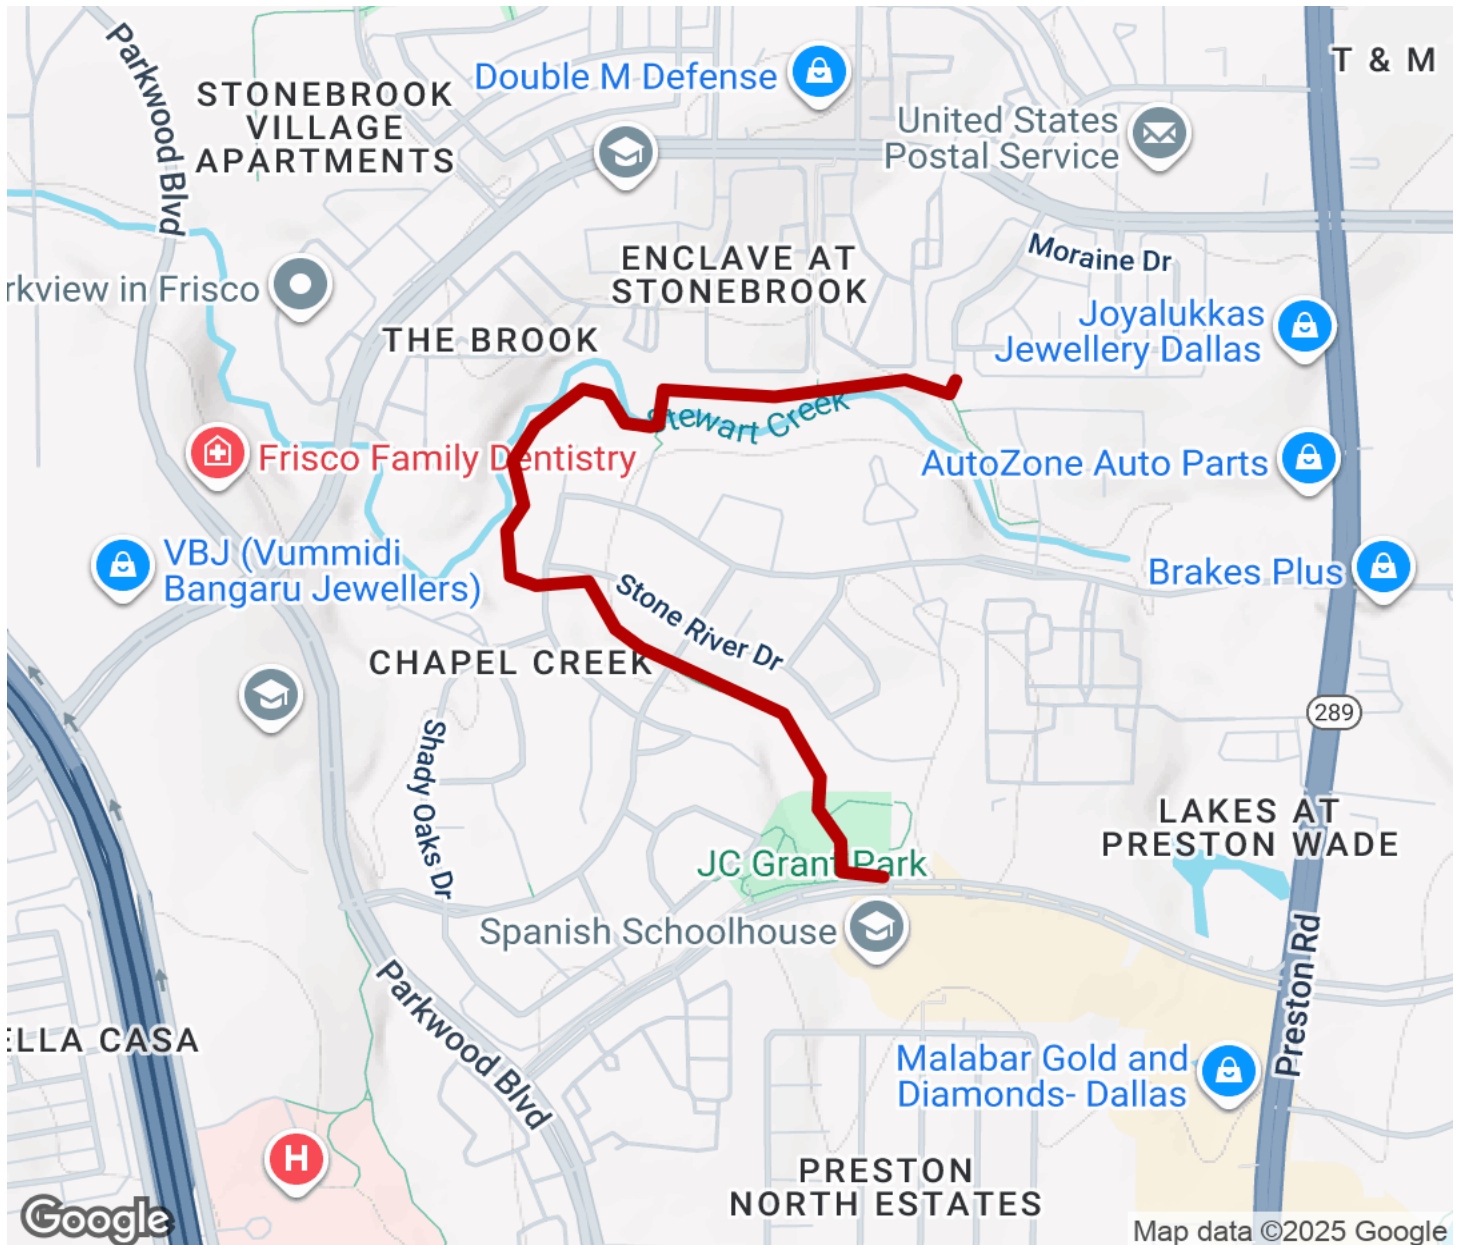 Parkwood Blvd
STONEBROOK
VILLAGE
APARTMENTS
Double M Defense
T & M
United States
Postal Service
ENCLAVE AT
STONEBROOK
Moraine Dr
rkview in Frisco
THE BROOK
Joyalukkas
Jewellery Dallas
Stewart Creek
Frisco Family Dentistry
AutoZone Auto Parts
VBJ (Vummidi
Bangaru Jewellers)
Brakes Plus
Stone River Dr
CHAPEL CREEK
289
Shady Oaks Dr
LAKES AT
PRESTON WADE
JC Grant Park
Spanish Schoolhouse
Preston Rd
Parkwood Blvd
ELLA CASA
Malabar Gold and
Diamonds- Dallas
H
PRESTON
NORTH ESTATES
Google
Map data ©2025 Google